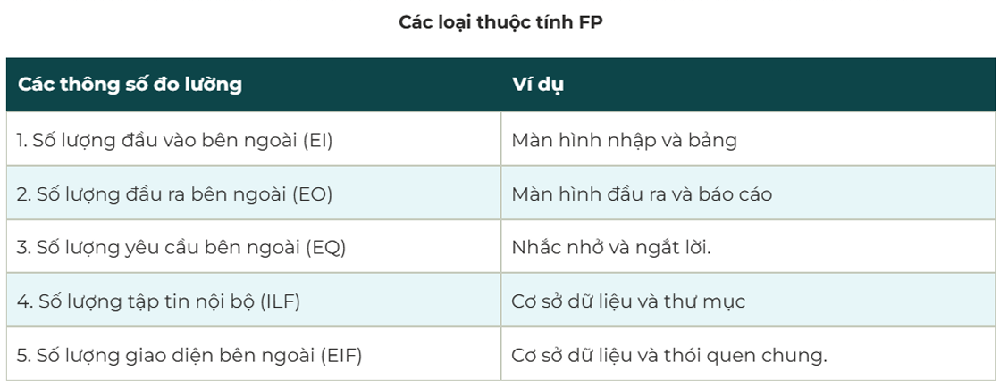 Các loại thuộc tính FP
Các thông số đo lường Ví dụ
1. Số lượng đầu vào bên ngoài (EI) Màn hình nhập và bảng
2. Số lượng đầu ra bên ngoài (EO) Màn hình đầu ra và báo cáo
3. Số lượng yêu cầu bên ngoài (EQ) Nhắc nhở và ngắt lời.
4. Số lượng tập tin nội bộ (ILF) Cơ sở dữ liệu và thư mục
5. Số lượng giao diện bên ngoài (EIF) Cơ sở dữ liệu và thói quen chung.